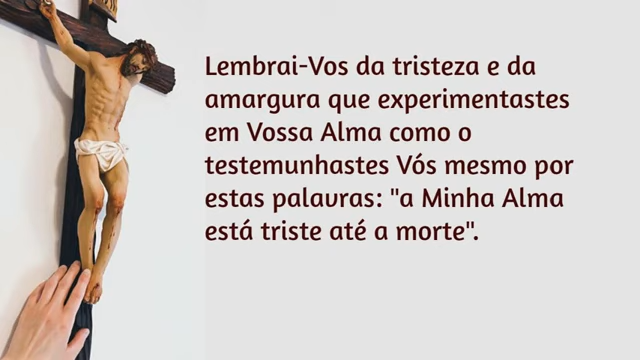 Lembrai-Vos da tristeza e da
amargura que experimentastes
em Vossa Alma como o
testemunhastes Vós mesmo por
estas palavras: "a Minha Alma
está triste até a morte".